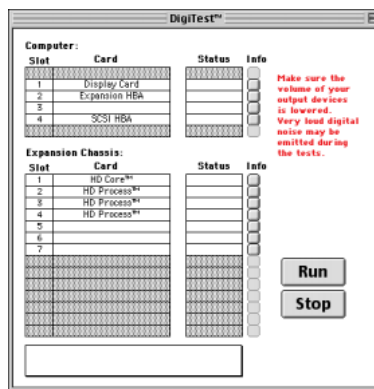 DigiTest™
Computer:
Slot Card Status Info
1 Display Card
2 Expansion HBA
3
4 SCSI HBA
Make sure the
volume of your
output devices
is lowered.
Very loud digital
noise may be
emitted during
the tests.
Expansion Chassis:
Slot Card Status Info
1 HD Core™
2 HD Process™
3 HD Process™
4 HD Process™
5
6
7
Run
Stop